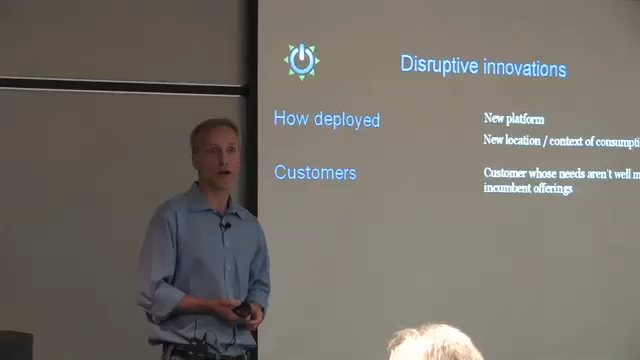 Disruptive innovations
How deployed
New platform
New location / context of
Customers
Customer whose needs aren't well
incumbent offerings